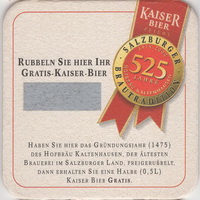 KAISER
BIER
SALZBURGER
525
JAHRE
KALTENHAUSEN
BRAUTRADITION
RUBBELN SIE HIER IHR
GRATIS-KAISER-BIER
HABEN SIE HIER DAS GRÜNDUNGSJAHR (1475)
DES HOFBRÄU KALTENHAUSEN, DER ÄLTESTEN
BRAUEREI IM SALZBURGER LAND, FREIGERUBBELT,
DANN ERHALTEN SIE EINE HALBE (0,5L)
KAISER BIER GRATIS.